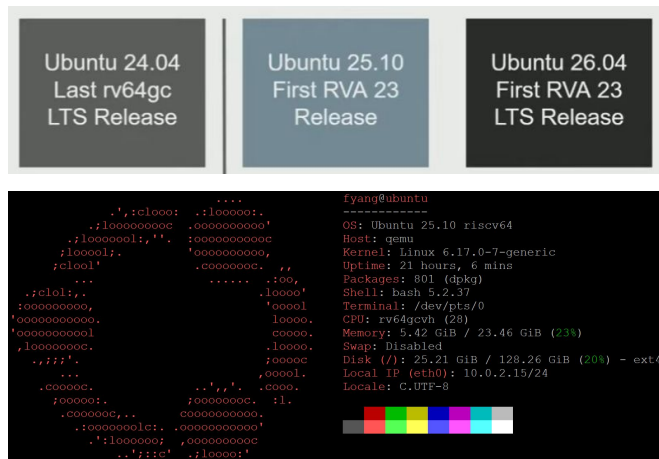 Ubuntu 24.04
Last rv64gc
LTS Release
Ubuntu 25.10
First RVA 23
Release
Ubuntu 26.04
First RVA 23
LTS Release
fyang@ubuntu
------------
OS: Ubuntu 25.10 riscv64
Host: qemu
Kernel: Linux 6.17.0-7-generic
Uptime: 21 hours, 6 mins
Packages: 801 (dpkg)
Shell: bash 5.2.37
Terminal: /dev/pts/0
CPU: rv64gcvh (28)
Memory: 5.42 GiB / 23.46 GiB (23%)
Swap: Disabled
Disk (/): 25.21 GiB / 128.26 GiB (20%) - ext4
Local IP (eth0): 10.0.2.15/24
Locale: C.UTF-8